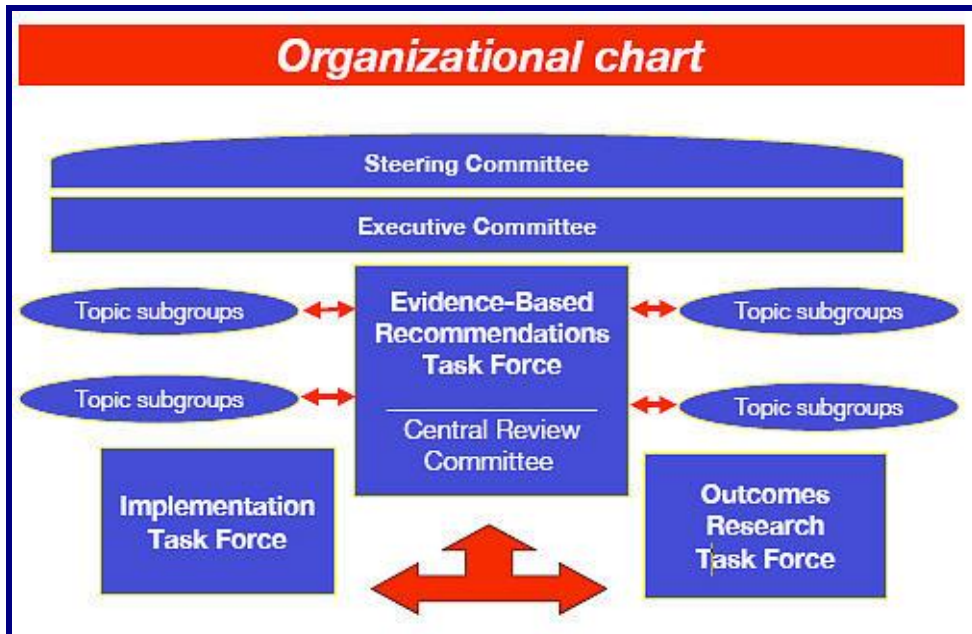 Organizational chart
Steering Committee
Executive Committee
Topic subgroups
Evidence-Based
Recommendations
Task Force
Central Review
Committee
Topic subgroups
Topic subgroups
Topic subgroups
Implementation
Task Force
Outcomes
Research
Task Force